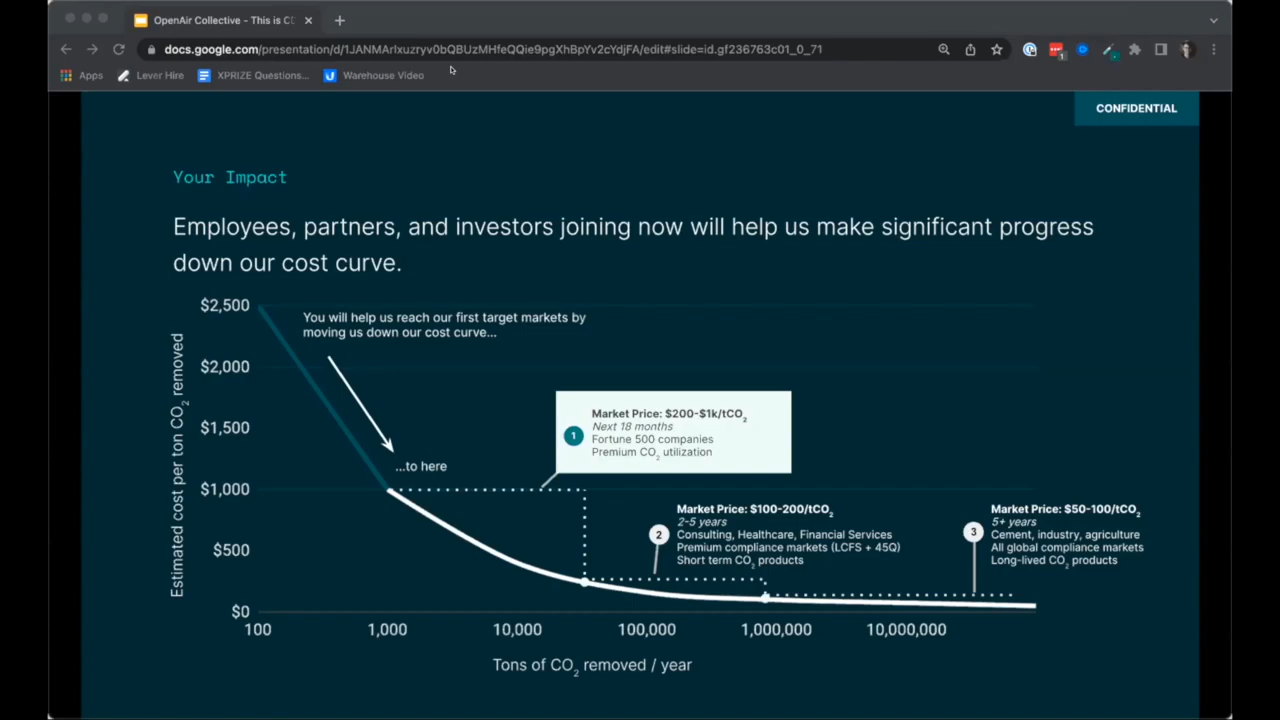 OpenAir Collective - This is C
docs.google.com/presentation/d/1JANMArIxuzryv0bQBUzMHfeQQie9pgXhBpYv2cYdjFA/edit#slide=id.gf236763c01_0_71
1
Apps
Lever Hire
XPRIZE Questions...
Warehouse Video
CONFIDENTIAL
Your Impact
Employees, partners, and investors joining now will help us make significant progress
down our cost curve.
Estimated cost per ton CO2 removed
$2,500
$2,000
$1,500
$1,000
$500
$0
You will help us reach our first target markets by
moving us down our cost curve...
...to here
1
Market Price: $200-$1k/tCO2
Next 18 months
Fortune 500 companies
Premium CO2 utilization
2
Market Price: $100-200/tCO2
2-5 years
Consulting, Healthcare, Financial Services
Premium compliance markets (LCFS + 45Q)
Short term CO2 products
3
Market Price: $50-100/tCO2
5+ years
Cement, industry, agriculture
All global compliance markets
Long-lived CO2 products
100
1,000
10,000
100,000
1,000,000
10,000,000
Tons of CO2 removed / year